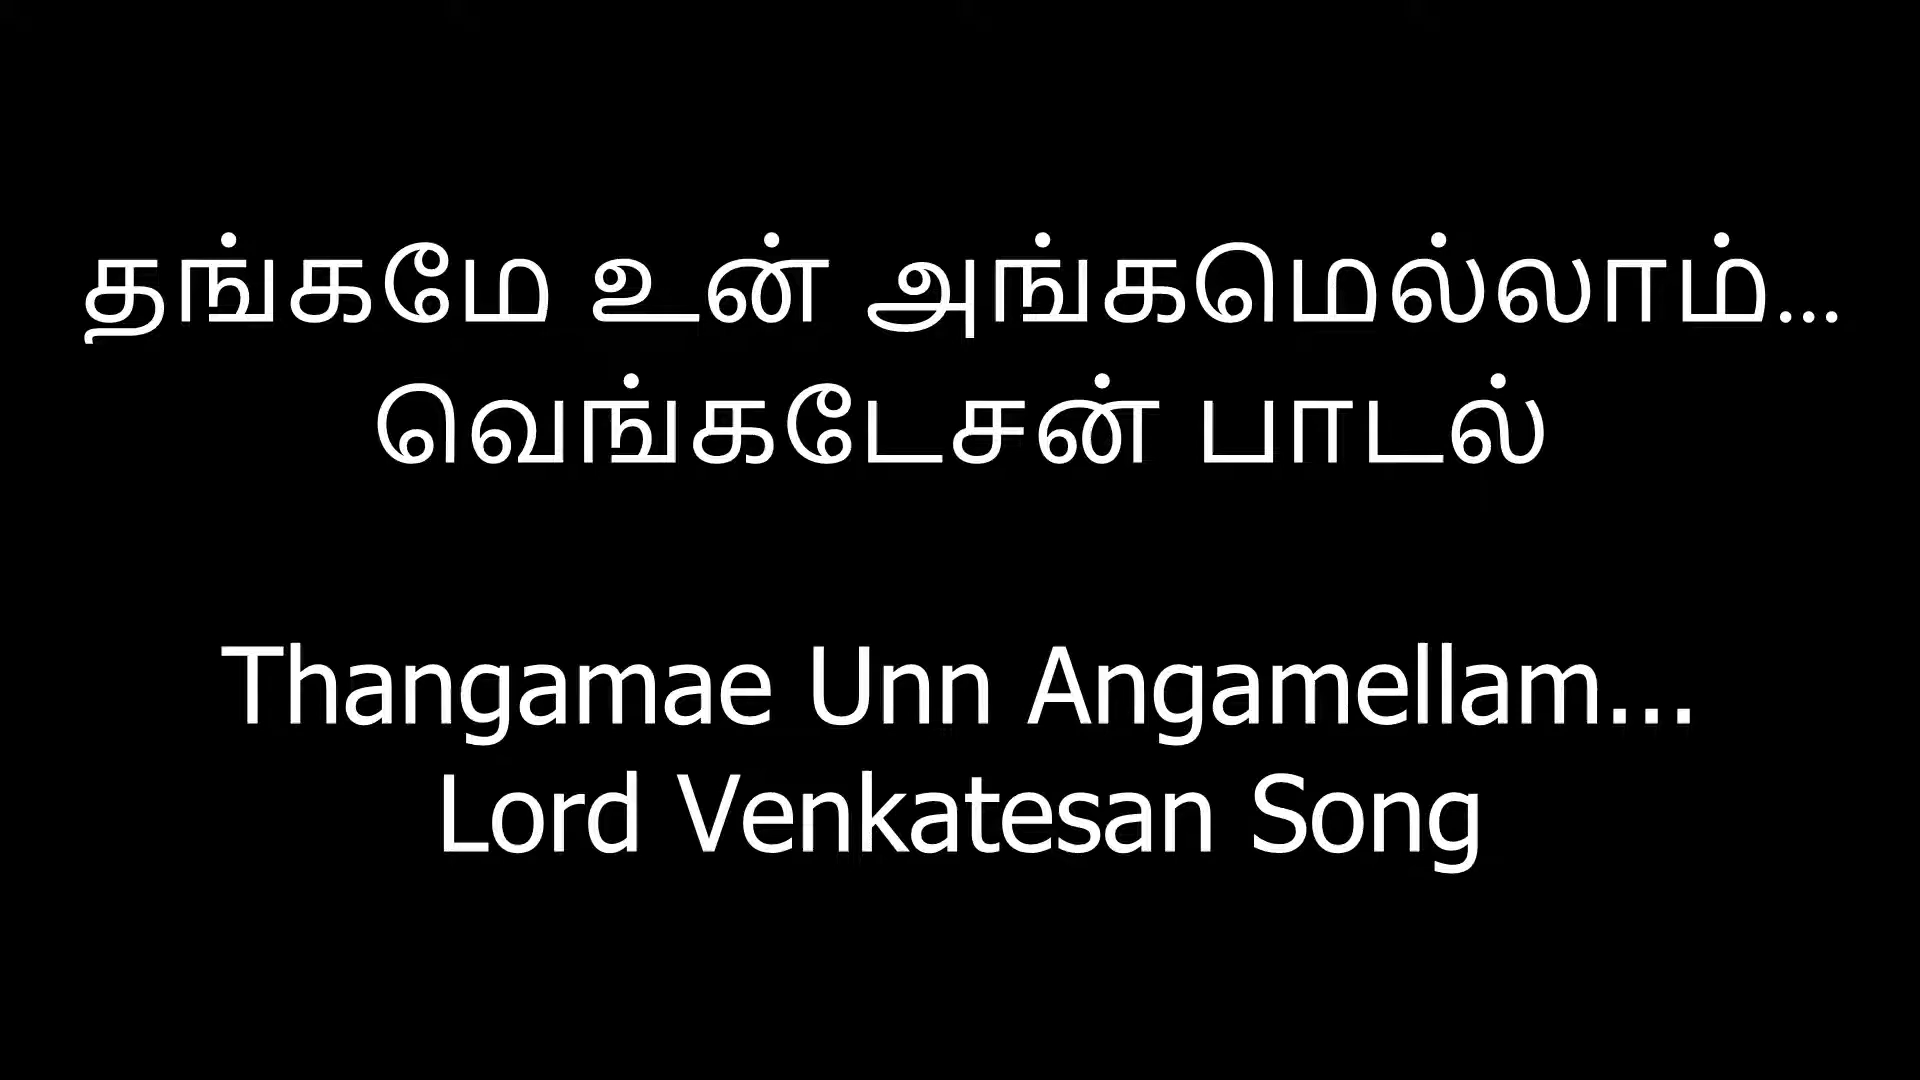 தங்கமே உன் அங்கமெல்லாம்...
வெங்கடேசன் பாடல்
Thangamae Unn Angamellam...
Lord Venkatesan Song